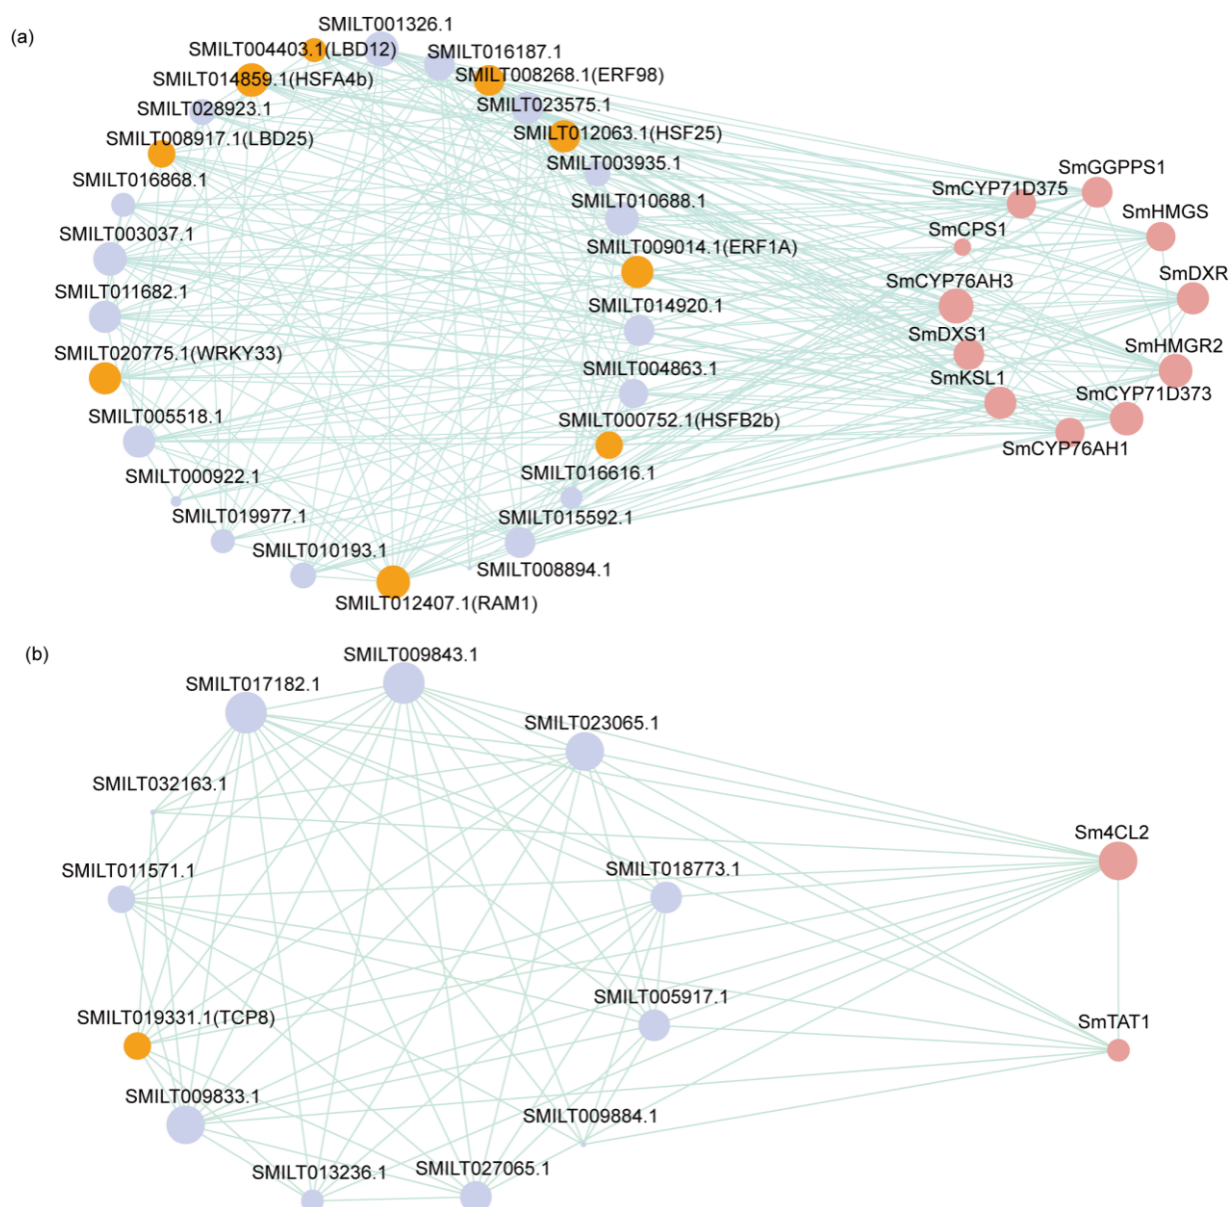 (a)
SMILT001326.1
SMILT004403.1(LBD12)
SMILT016187.1
SMILT014859.1(HSFA4b)
SMILT008268.1(ERF98)
SMILT028923.1
SMILT023575.1
SMILT008917.1(LBD25)
SMILT012063.1(HSF25)
SMILT016868.1
SMILT003935.1
SMILT003037.1
SMILT010688.1
SMILT009014.1(ERF1A)
SMILT011682.1
SMILT014920.1
SMILT020775.1(WRKY33)
SMILT004863.1
SMILT005518.1
SMILT000752.1(HSFB2b)
SMILT000922.1
SMILT016616.1
SMILT019977.1
SMILT015592.1
SMILT010193.1
SMILT008894.1
SMILT012407.1(RAM1)
SmGGPPS1
SmCYP71D375
SmHMGS
SmCPS1
SmDXR
SmCYP76AH3
SmDXS1
SmHMGR2
SmKSL1
SmCYP71D373
SmCYP76AH1
(b)
SMILT009843.1
SMILT017182.1
SMILT023065.1
SMILT032163.1
Sm4CL2
SMILT011571.1
SMILT018773.1
SMILT005917.1
SMILT019331.1(TCP8)
SmTAT1
SMILT009833.1
SMILT009884.1
SMILT013236.1
SMILT027065.1